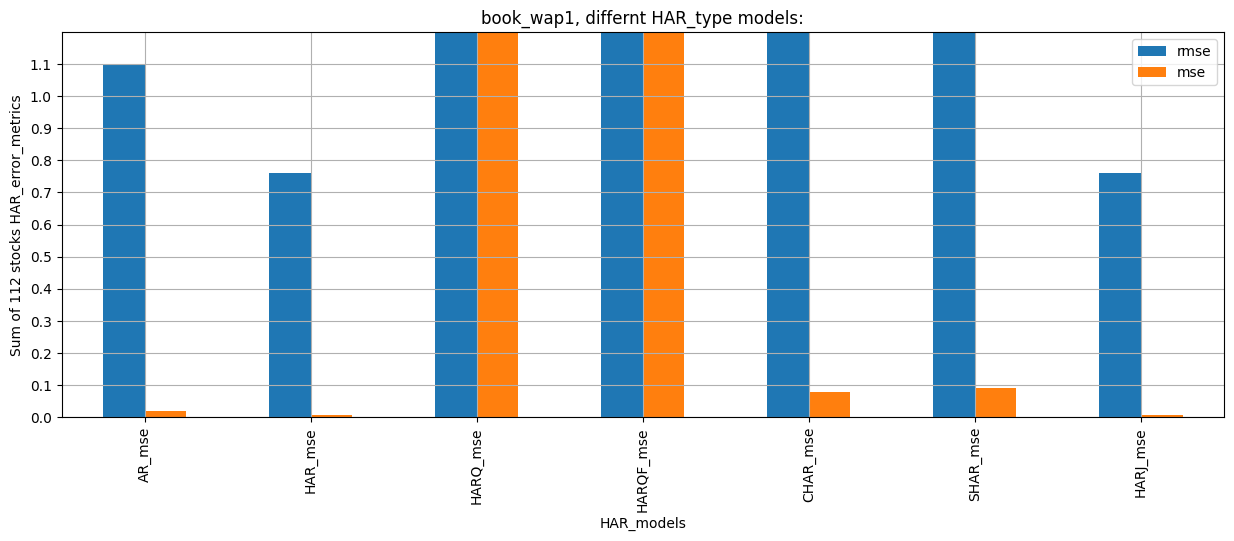 book_wap1, differnt HAR_type models:
rmse
mse
Sum of 112 stocks HAR_error_metrics
1.1
1.0
0.9
0.8
0.7
0.6
0.5
0.4
0.3
0.2
0.1
0.0
AR_mse
HAR_mse
HARQ_mse
HARQF_mse
CHAR_mse
SHAR_mse
HARJ_mse
HAR_models